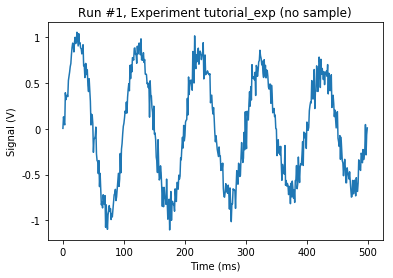 Run #1, Experiment tutorial_exp (no sample)
1
0.5
0
-0.5
-1
Signal (V)
0 100 200 300 400 500
Time (ms)